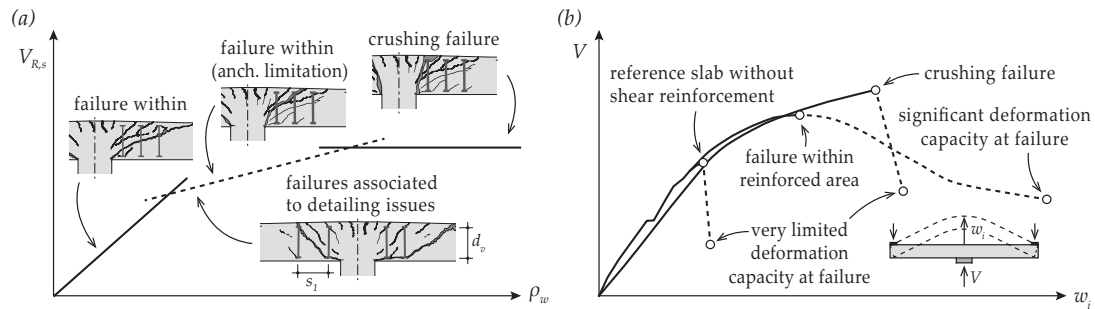 (a)
V_{R,s}
failure within
failure within
(anch. limitation)
crushing failure
failures associated
to detailing issues
d_v
s_1
ρ_w
(b)
V
reference slab without
shear reinforcement
crushing failure
significant deformation
capacity at failure
failure within
reinforced area
very limited
deformation
capacity at failure
w_i
V
w_i